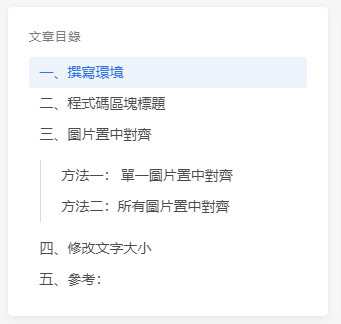 文章目錄
一、撰寫環境
二、程式碼區塊標題
三、圖片置中對齊
方法一： 單一圖片置中對齊
方法二：所有圖片置中對齊
四、修改文字大小
五、參考：